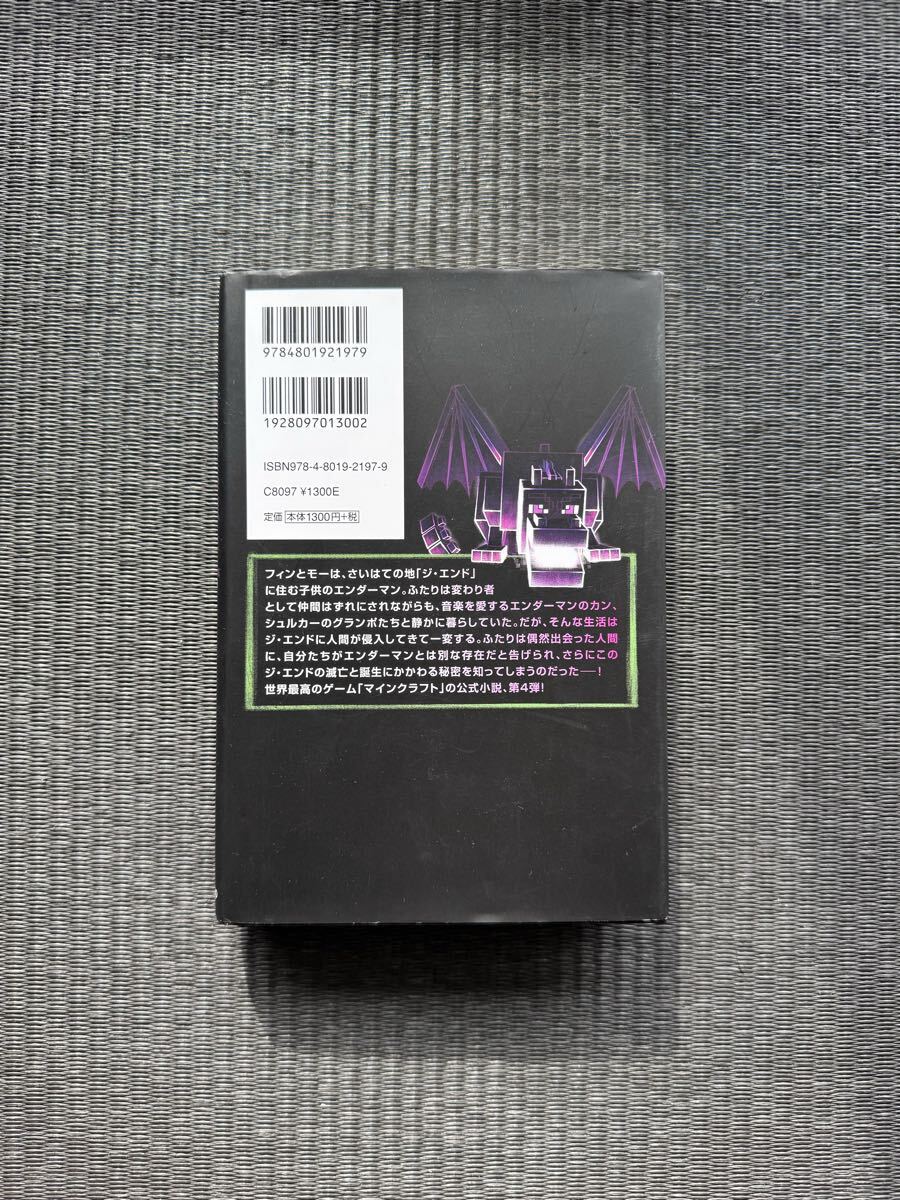 9784801921979
1928097013002
ISBN978-4-8019-2197-9
C8097 ¥1300E
定価 本体1300円+税
フィンとモーは、さいはての地「ジ・エンド」
に住む子供のエンダーマン。ふたりは変わり者
として仲間はずれにされながらも、音楽を愛するエンダーマンのカン、
シュルカーのグランポたちと静かに暮らしていた。だが、そんな生活は
ジ・エンドに人間が侵入してきて一変する。ふたりは偶然出会った人間
に、自分たちがエンダーマンとは別な存在だと告げられ、さらにこの
ジ・エンドの滅亡と誕生にかかわる秘密を知ってしまうのだった──！
世界最高のゲーム「マインクラフト」の公式小説、第4弾！